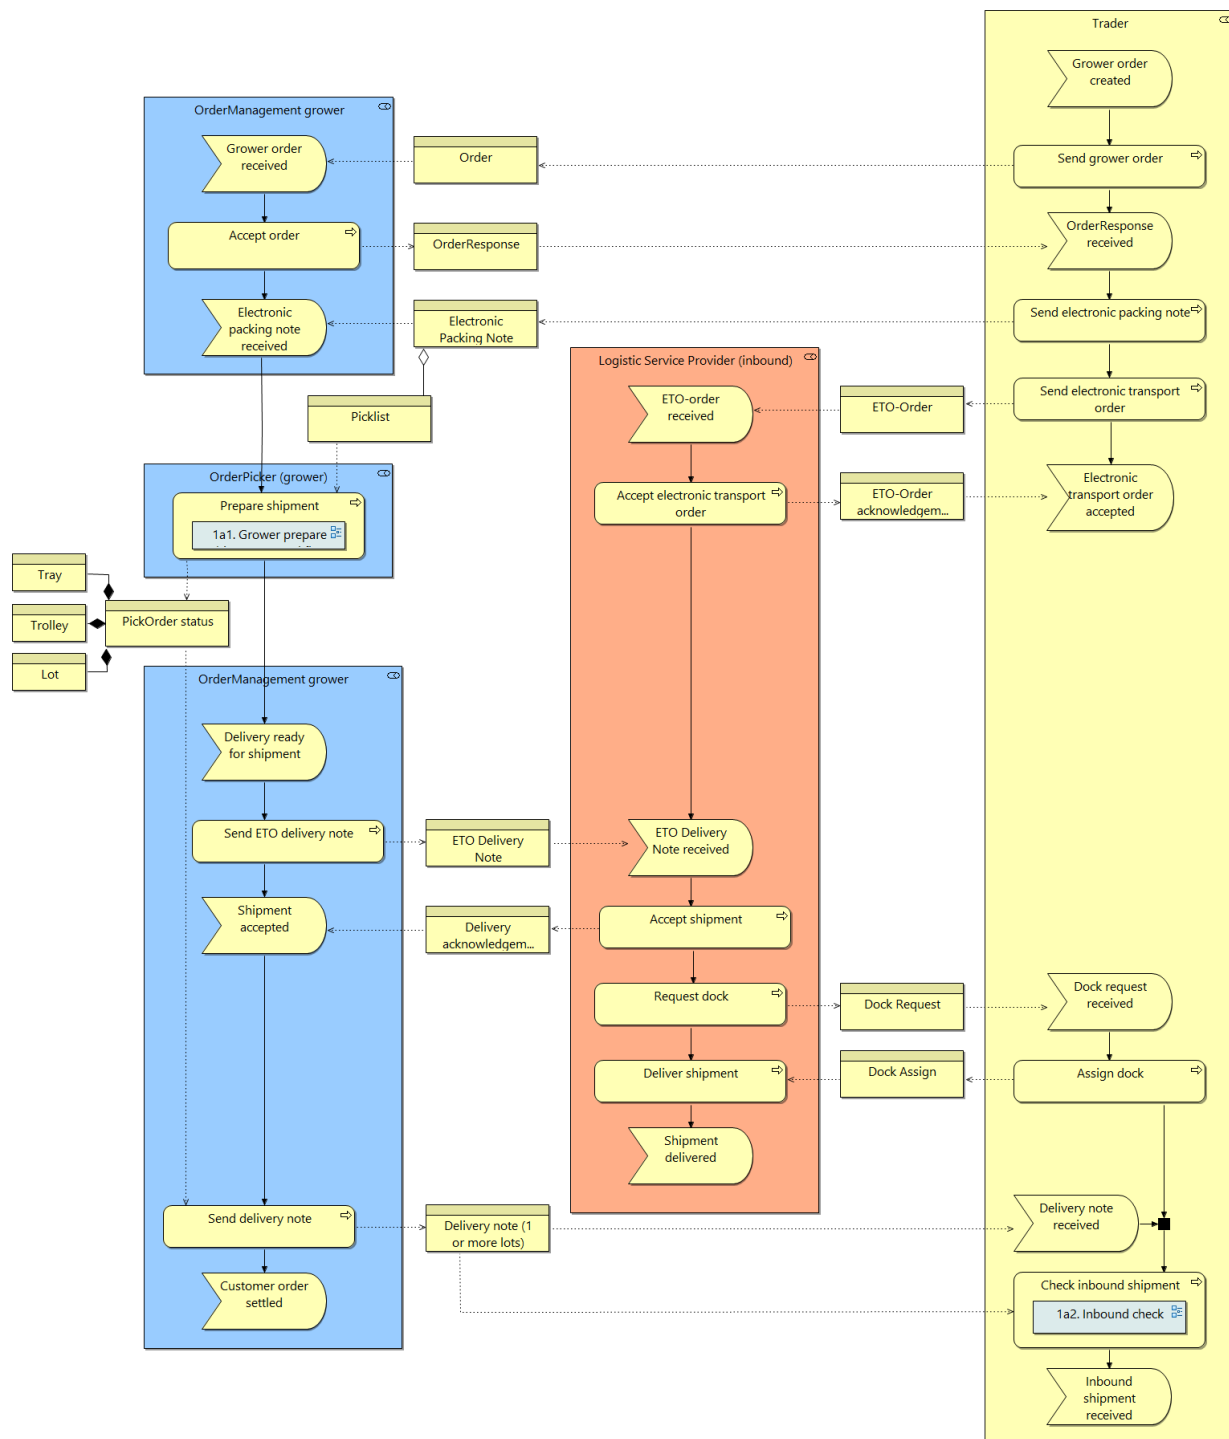 Trader
Grower order
created
OrderManagement grower
Grower order
received
Order
Send grower order
Accept order
OrderResponse
OrderResponse
received
Electronic
packing note
received
Electronic
Packing Note
Send electronic packing note
Logistic Service Provider (inbound)
ETO-order
received
ETO-Order
Send electronic transport
order
Picklist
OrderPicker (grower)
Prepare shipment
1a1. Grower prepare
Accept electronic transport
order
ETO-Order
acknowledgem...
Electronic
transport order
accepted
Tray
Trolley
Lot
PickOrder status
OrderManagement grower
Delivery ready
for shipment
Send ETO delivery note
ETO Delivery
Note
ETO Delivery
Note received
Shipment
accepted
Delivery
acknowledgem...
Accept shipment
Request dock
Dock Request
Dock request
received
Deliver shipment
Dock Assign
Assign dock
Shipment
delivered
Send delivery note
Delivery note (1
or more lots)
Delivery note
received
Customer order
settled
Check inbound shipment
1a2. Inbound check
Inbound
shipment
received